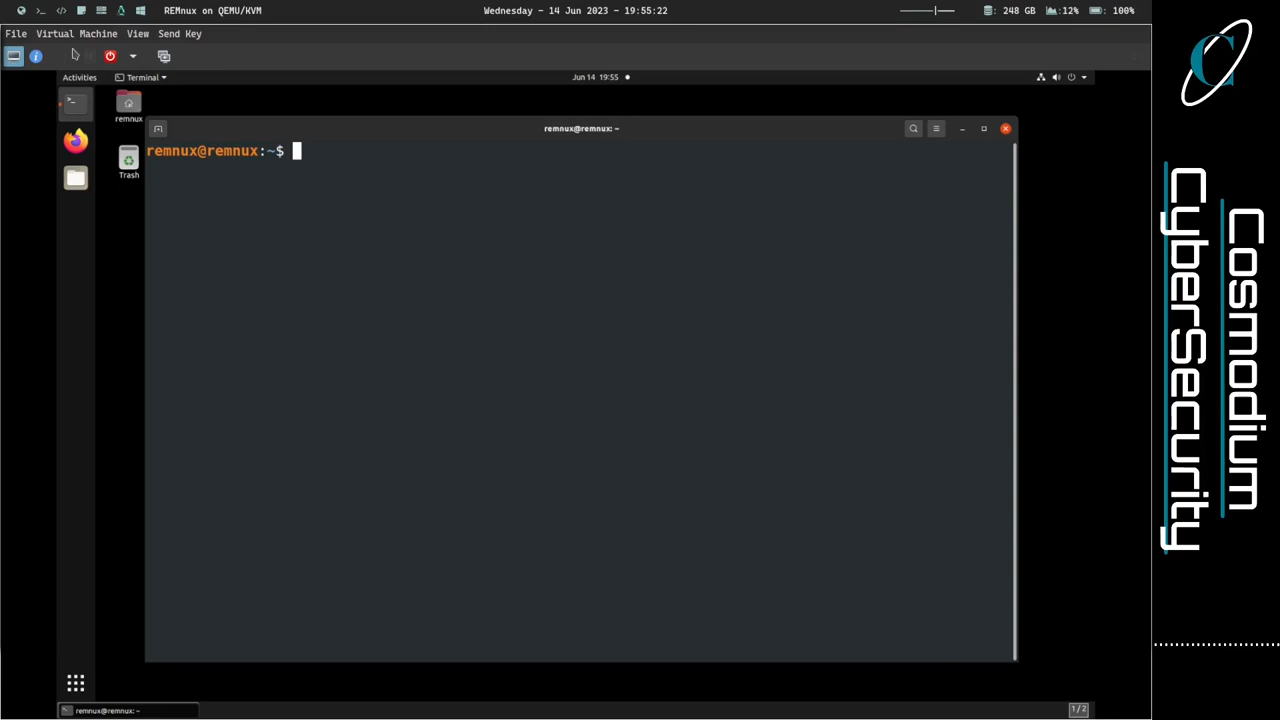 REMnux on QEMU/KVM
Wednesday - 14 Jun 2023 - 19:55:22
248 GB
12%
100%
File
Virtual Machine
View
Send Key
Activities
Terminal
Jun 14 19:55
remnux
Trash
remnux@remnux: ~
remnux@remnux:~$
remnux@remnux: ~
1/2
C
Cosmodium
CyberSecurity